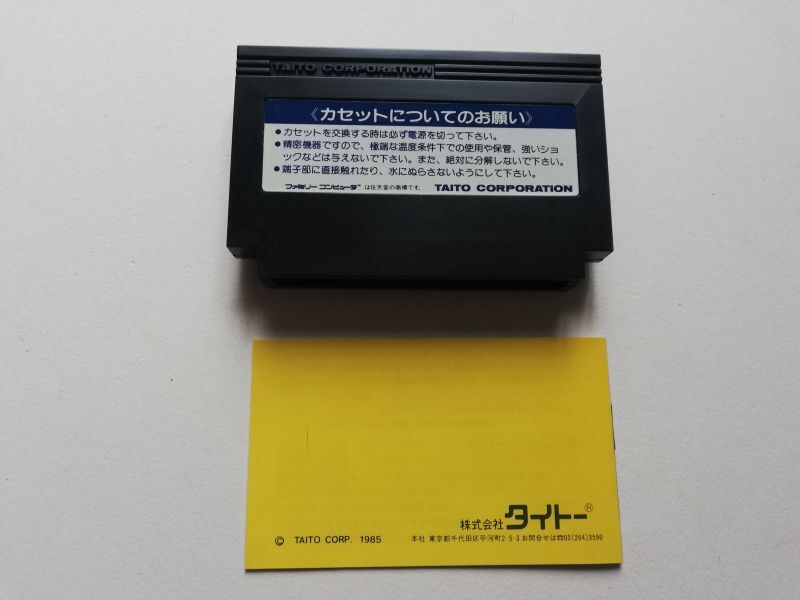 TAITO CORPORATION
《カセットについてのお願い》
●カセットを交換する時は必ず電源を切って下さい。
●精密機器ですので、極端な温度条件下での使用や保管、強いショ
ックなどは与えないで下さい。また、絶対に分解しないで下さい。
●端子部に直接触れたり、水にぬらさないようにして下さい。
ファミリーコンピュータ™は任天堂の商標です。 TAITO CORPORATION
株式会社タイトー®
© TAITO CORP. 1985 本社 東京都千代田区平河町2-5-3 お問合せは☎03(264)3590